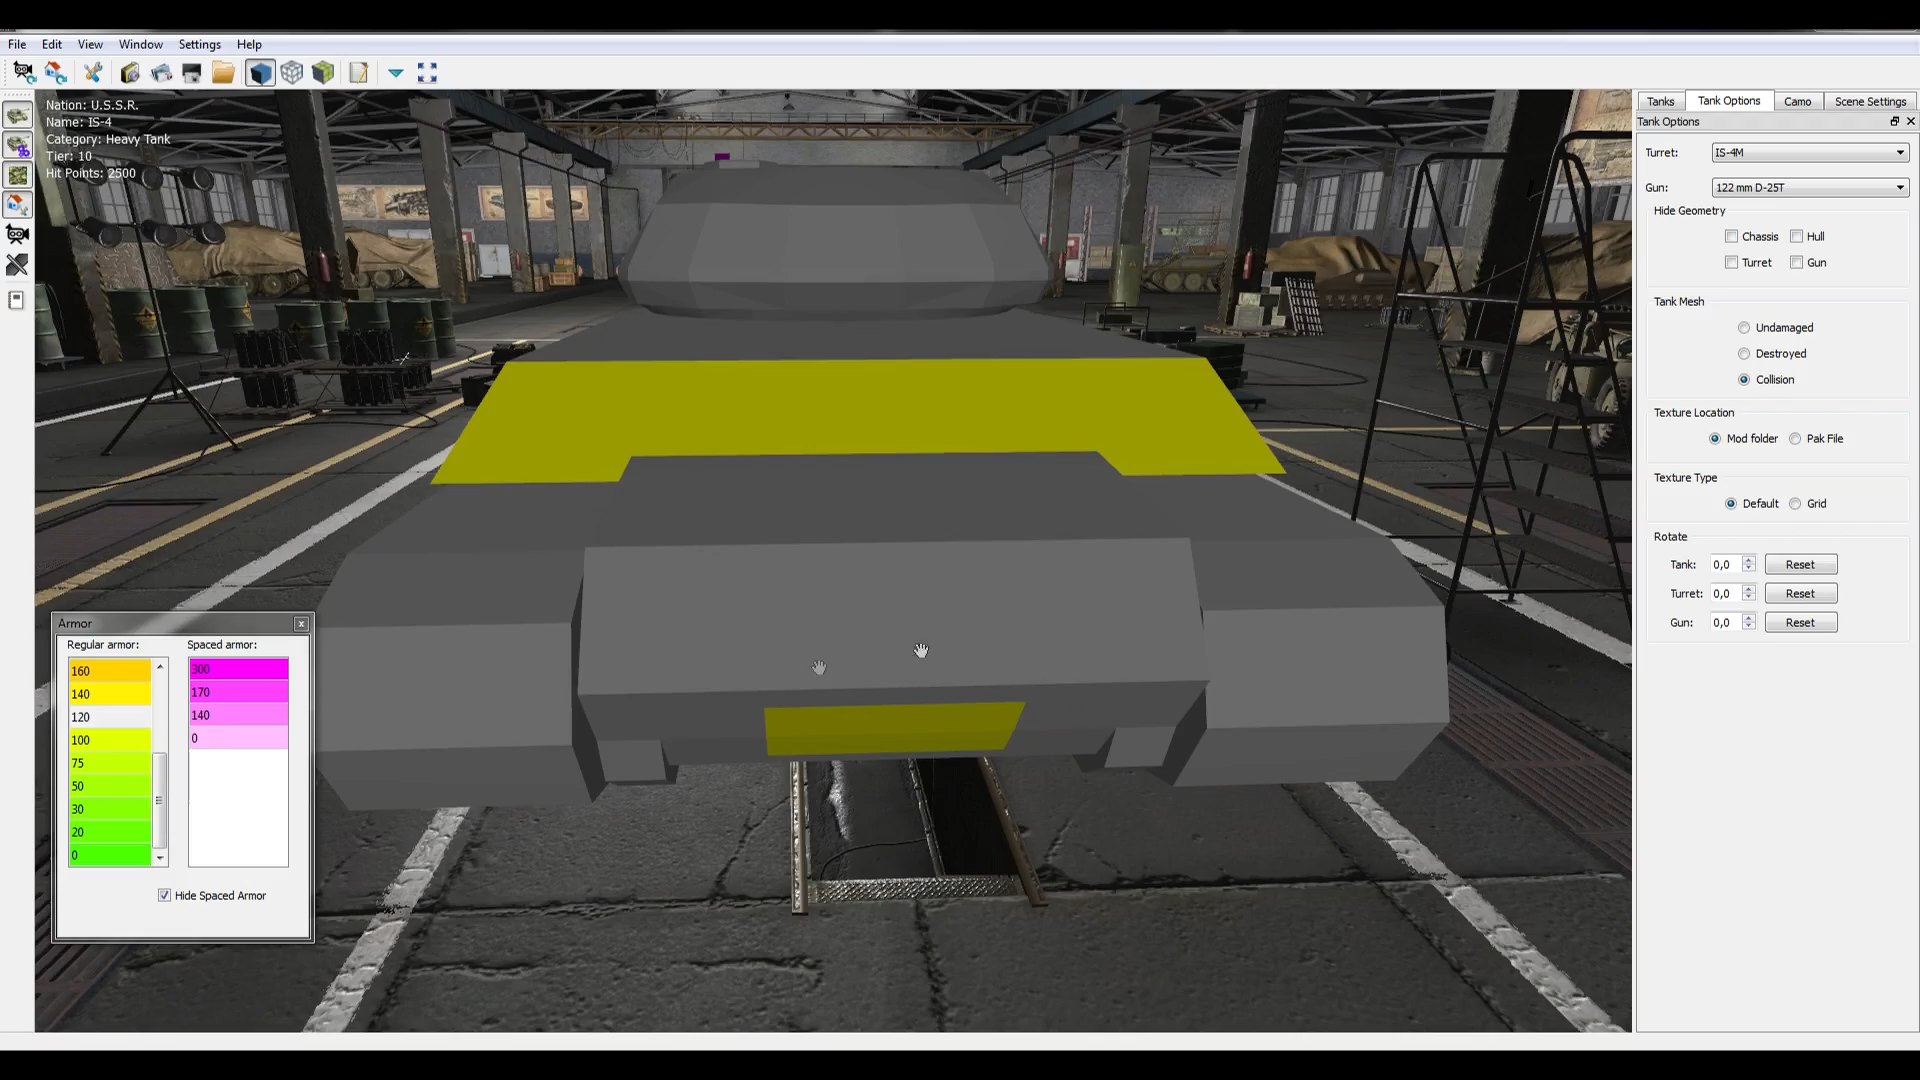 File Edit View Window Settings Help
Nation: U.S.S.R.
Name: IS-4
Category: Heavy Tank
Tier: 10
Hit Points: 2500
Tanks Tank Options Camo Scene Settings
Tank Options
Turret: IS-4M
Gun: 122 mm D-25T
Hide Geometry
Chassis Hull
Turret Gun
Tank Mesh
Undamaged
Destroyed
Collision
Texture Location
Mod folder Pak File
Texture Type
Default Grid
Rotate
Tank: 0,0 Reset
Turret: 0,0 Reset
Gun: 0,0 Reset
Armor
Regular armor: Spaced armor:
160 300
140 170
120 140
100 0
75
50
30
20
0
Hide Spaced Armor